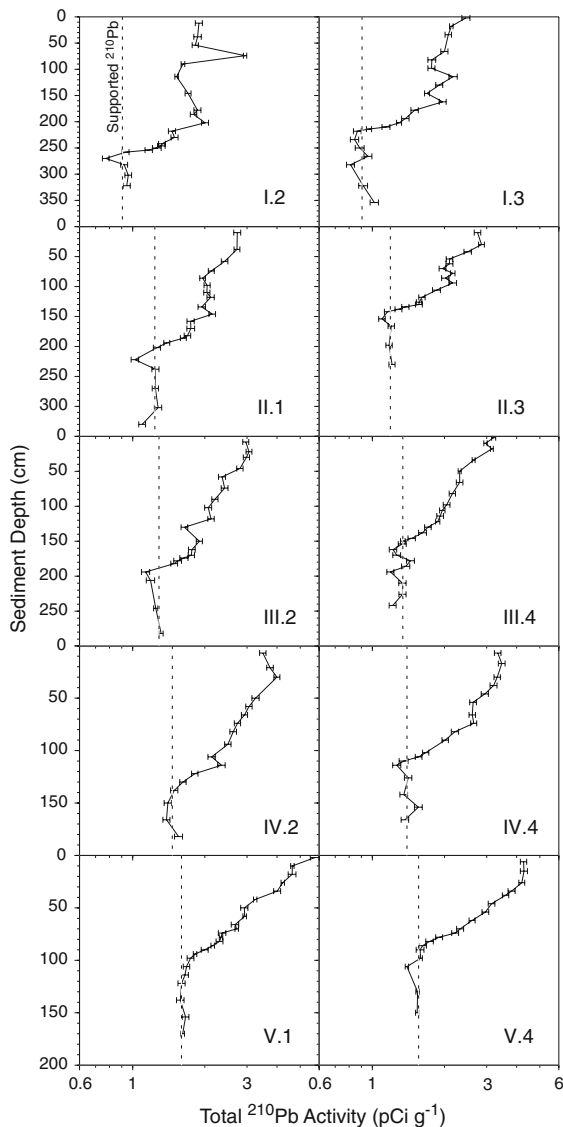 0
50
100
150
200
250
300
350
Supported ²¹⁰Pb
I.2
I.3
0
50
100
150
200
250
300
II.1
II.3
Sediment Depth (cm)
0
50
100
150
200
250
III.2
III.4
0
50
100
150
IV.2
IV.4
0
50
100
150
200
V.1
V.4
0.6 1 3 0.6 1 3 6
Total ²¹⁰Pb Activity (pCi g⁻¹)